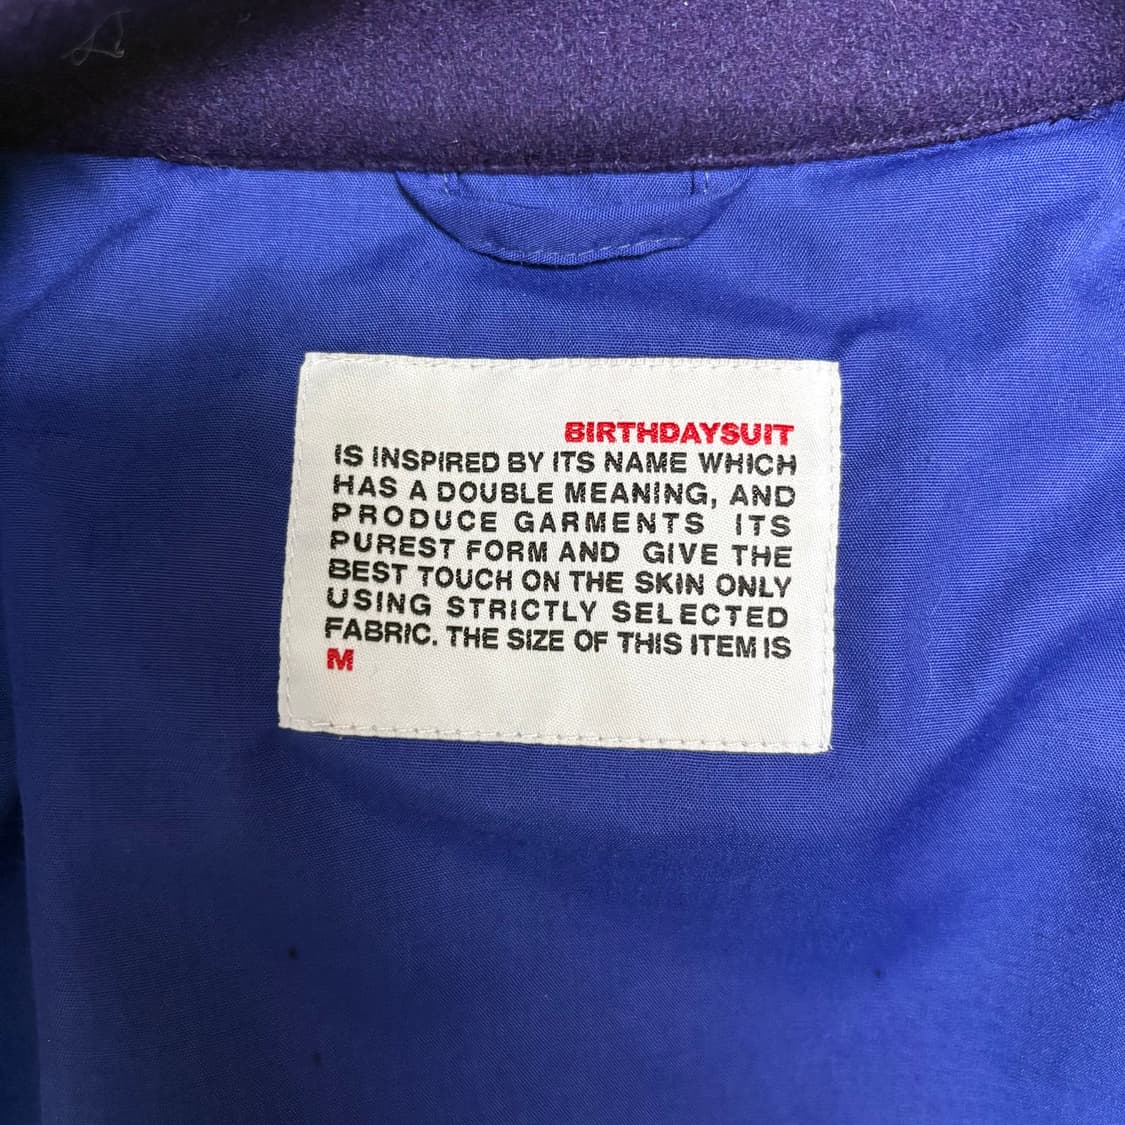 BIRTHDAYSUIT
IS INSPIRED BY ITS NAME WHICH
HAS A DOUBLE MEANING, AND
PRODUCE GARMENTS ITS
PUREST FORM AND GIVE THE
BEST TOUCH ON THE SKIN ONLY
USING STRICTLY SELECTED
FABRIC. THE SIZE OF THIS ITEM IS
M